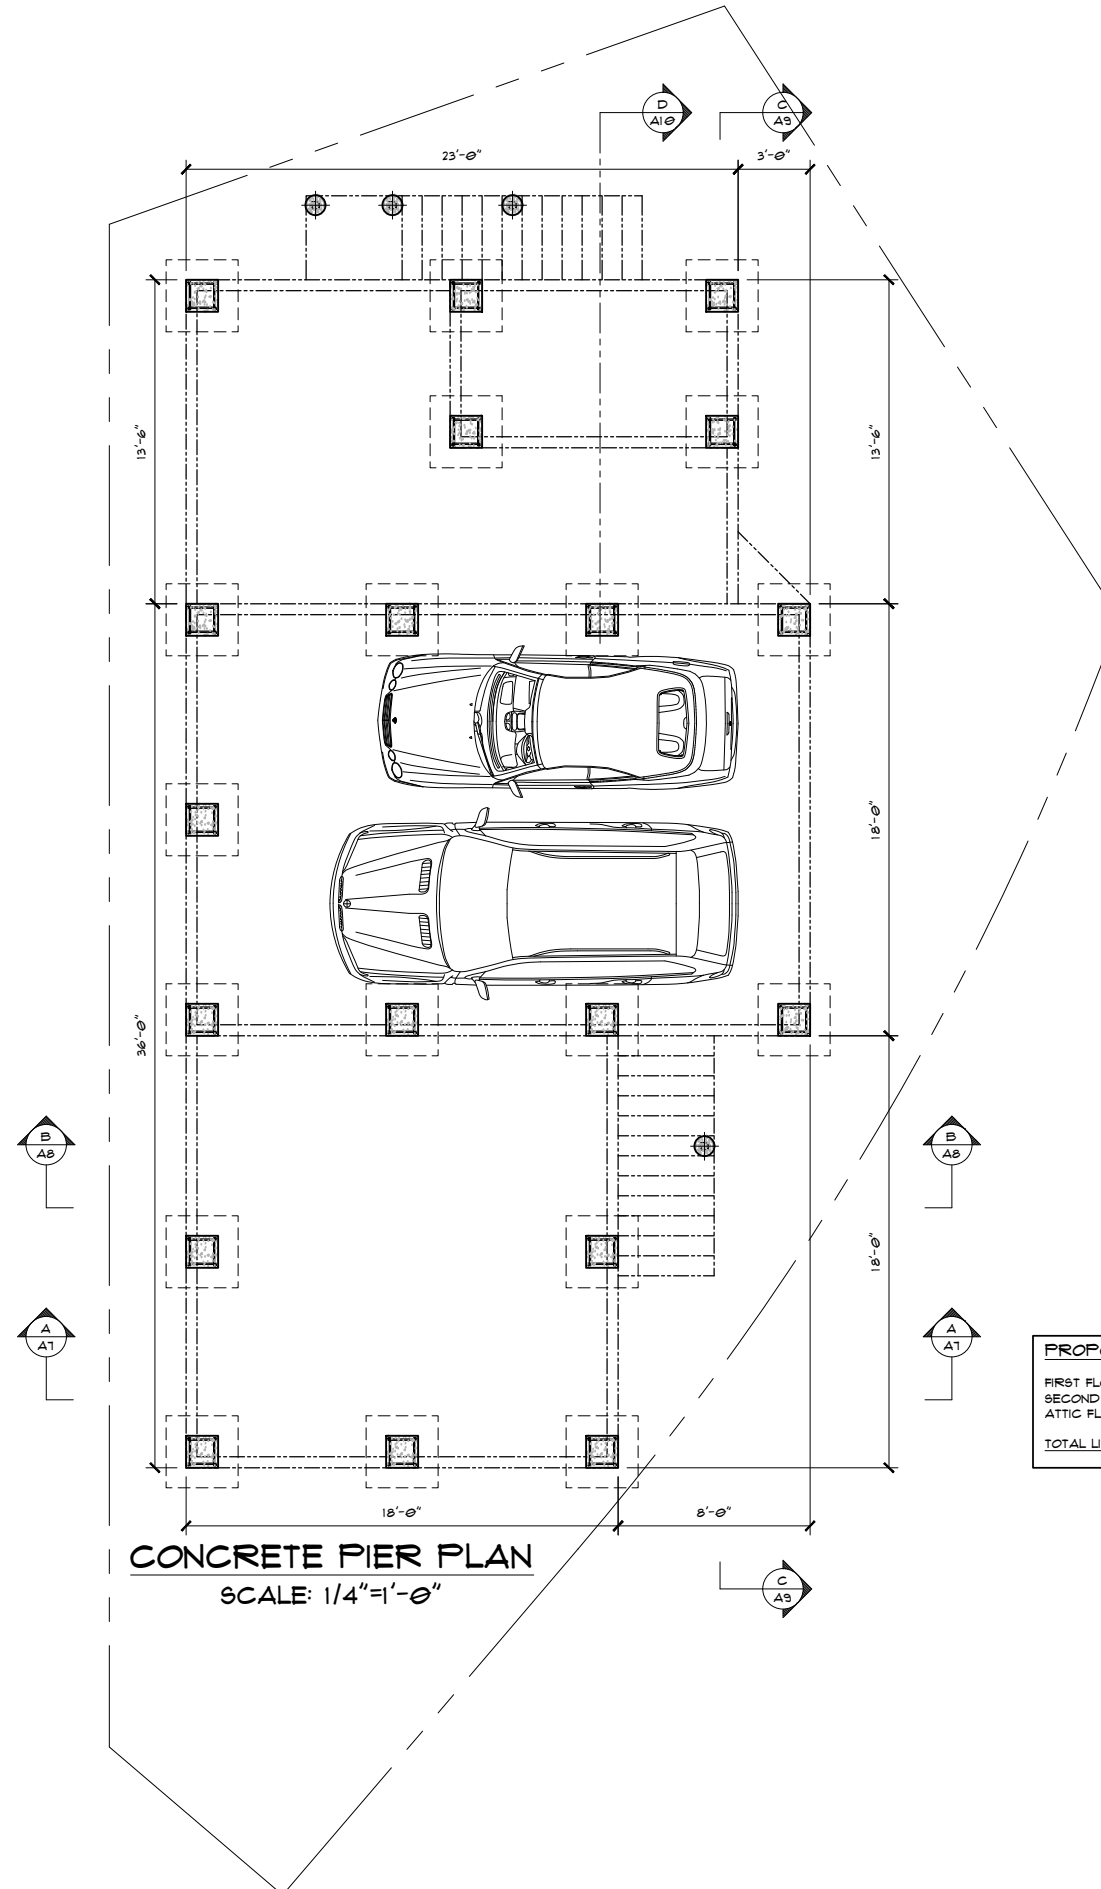 D
A10
C
A9
23'-0"
3'-0"
13'-6"
13'-6"
18'-0"
36'-0"
B
A8
B
A8
18'-0"
A
A7
A
A7
PROP
FIRST FL
SECOND
ATTIC FL
TOTAL LI
18'-0"
8'-0"
CONCRETE PIER PLAN
SCALE: 1/4"=1'-0"
C
A9